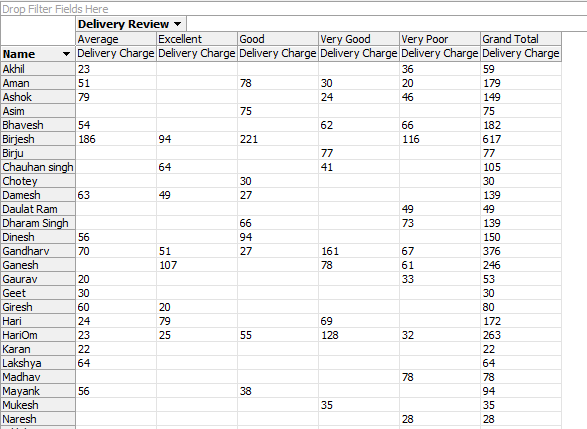 Drop Filter Fields Here
Delivery Review
Average Excellent Good Very Good Very Poor Grand Total
Name Delivery Charge Delivery Charge Delivery Charge Delivery Charge Delivery Charge Delivery Charge
Akhil 23 36 59
Aman 51 78 30 20 179
Ashok 79 24 46 149
Asim 75 75
Bhavesh 54 62 66 182
Birjesh 186 94 221 116 617
Birju 77 77
Chauhan singh 64 41 105
Chotey 30 30
Damesh 63 49 27 139
Daulat Ram 49 49
Dharam Singh 66 73 139
Dinesh 56 94 150
Gandharv 70 51 27 161 67 376
Ganesh 107 78 61 246
Gaurav 20 33 53
Geet 30 30
Giresh 60 20 80
Hari 24 79 69 172
HariOm 23 25 55 128 32 263
Karan 22 22
Lakshya 64 64
Madhav 78 78
Mayank 56 38 94
Mukesh 35 35
Naresh 28 28